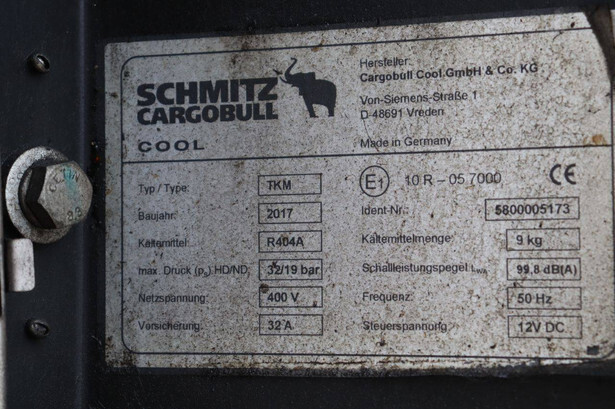 SCHMITZ
CARGOBULL
COOL
Hersteller:
Cargobull Cool GmbH & Co. KG
Von-Siemens-Straße 1
D-48691 Vreden
Made in Germany
Typ / Type: TKM
E1 10 R - 05 7000 CE
Baujahr: 2017
Ident-Nr.: 5800005173
Kältemittel: R404A
Kältemittelmenge: 9 kg
max. Druck (ps) HD/ND: 32/19 bar
Schallleistungspegel LWA 99,8 dB(A)
Netzspannung: 400 V
Frequenz: 50 Hz
Vorsicherung: 32 A
Steuerspannung: 12V DC